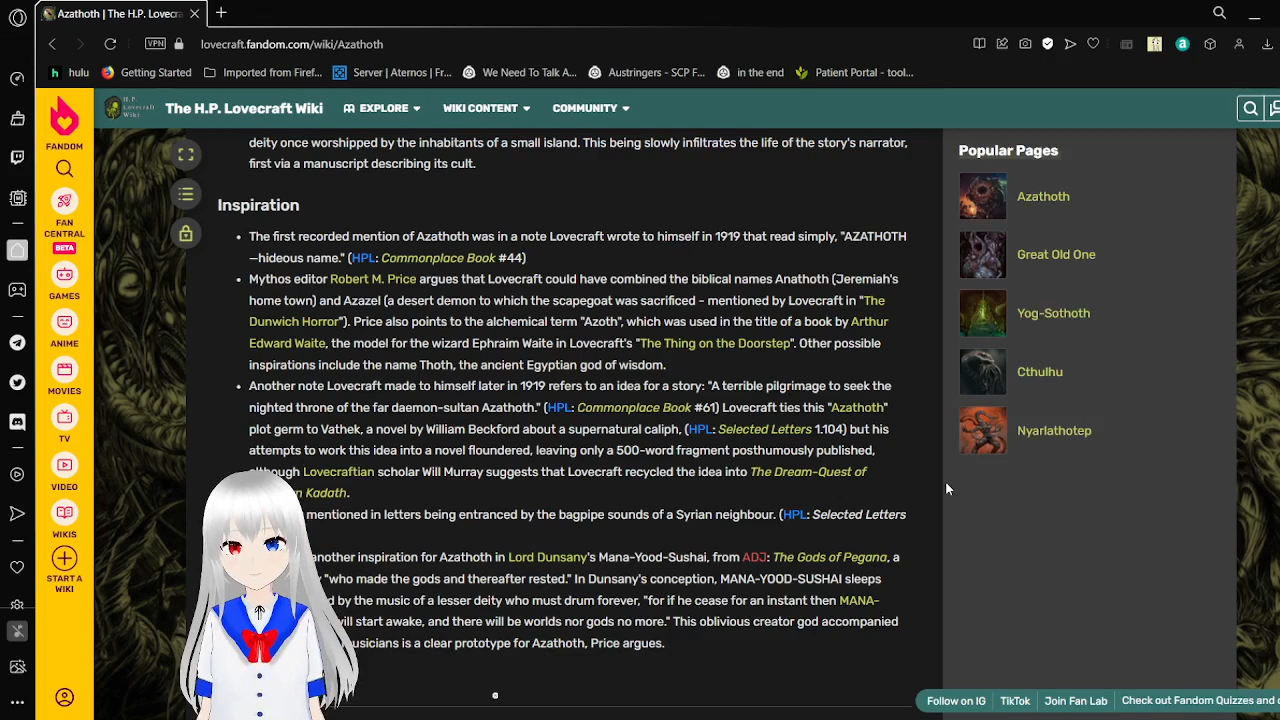 Azathoth | The H.P. Lovecra
VPN
lovecraft.fandom.com/wiki/Azathoth
hulu
Getting Started
Imported from Firef...
Server | Aternos | Fr...
We Need To Talk A...
Austringers - SCP F...
in the end
Patient Portal - tool...
H.P. Lovecraft Wiki
The H.P. Lovecraft Wiki
EXPLORE
WIKI CONTENT
COMMUNITY
FANDOM
FAN CENTRAL
BETA
GAMES
ANIME
MOVIES
TV
VIDEO
WIKIS
START A WIKI
deity once worshipped by the inhabitants of a small island. This being slowly infiltrates the life of the story's narrator,
first via a manuscript describing its cult.
Inspiration
• The first recorded mention of Azathoth was in a note Lovecraft wrote to himself in 1919 that read simply, "AZATHOTH
—hideous name." (HPL: Commonplace Book #44)
• Mythos editor Robert M. Price argues that Lovecraft could have combined the biblical names Anathoth (Jeremiah's
home town) and Azazel (a desert demon to which the scapegoat was sacrificed – mentioned by Lovecraft in "The
Dunwich Horror"). Price also points to the alchemical term "Azoth", which was used in the title of a book by Arthur
Edward Waite, the model for the wizard Ephraim Waite in Lovecraft's "The Thing on the Doorstep". Other possible
inspirations include the name Thoth, the ancient Egyptian god of wisdom.
• Another note Lovecraft made to himself later in 1919 refers to an idea for a story: "A terrible pilgrimage to seek the
nighted throne of the far daemon-sultan Azathoth." (HPL: Commonplace Book #61) Lovecraft ties this "Azathoth"
plot germ to Vathek, a novel by William Beckford about a supernatural caliph, (HPL: Selected Letters 1.104) but his
attempts to work this idea into a novel floundered, leaving only a 500-word fragment posthumously published,
although Lovecraftian scholar Will Murray suggests that Lovecraft recycled the idea into The Dream-Quest of
Kadath.
mentioned in letters being entranced by the bagpipe sounds of a Syrian neighbour. (HPL: Selected Letters
another inspiration for Azathoth in Lord Dunsany's Mana-Yood-Sushai, from ADJ: The Gods of Pegana, a
"who made the gods and thereafter rested." In Dunsany's conception, MANA-YOOD-SUSHAI sleeps
by the music of a lesser deity who must drum forever, "for if he cease for an instant then MANA-
will start awake, and there will be worlds nor gods no more." This oblivious creator god accompanied
musicians is a clear prototype for Azathoth, Price argues.
Popular Pages
Azathoth
Great Old One
Yog-Sothoth
Cthulhu
Nyarlathotep
Follow on IG
TikTok
Join Fan Lab
Check out Fandom Quizzes and